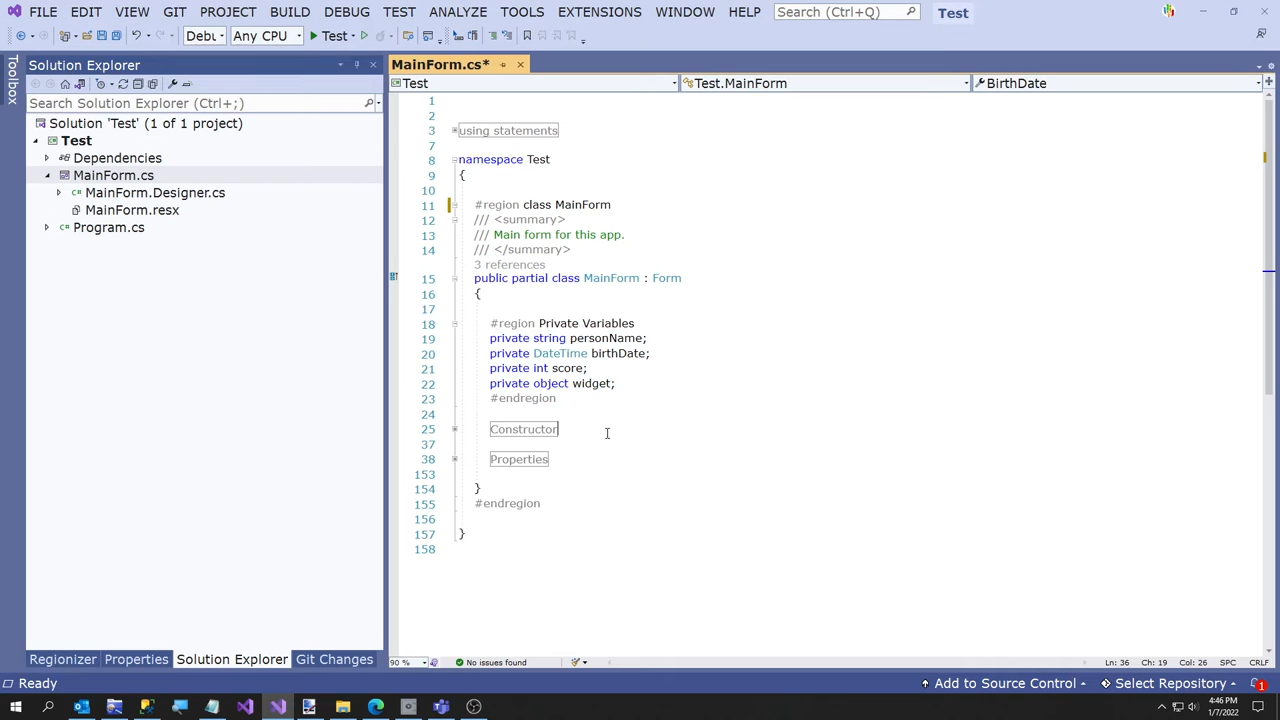 FILE EDIT VIEW GIT PROJECT BUILD DEBUG TEST ANALYZE TOOLS EXTENSIONS WINDOW HELP Search (Ctrl+Q) Test
Debu Any CPU Test
Toolbox
Solution Explorer
Search Solution Explorer (Ctrl+;)
Solution 'Test' (1 of 1 project)
Test
Dependencies
MainForm.cs
MainForm.Designer.cs
MainForm.resx
Program.cs
MainForm.cs*
Test Test.MainForm BirthDate
1
2
3 using statements
7
8 namespace Test
9 {
10
11 #region class MainForm
12 /// <summary>
13 /// Main form for this app.
14 /// </summary>
3 references
15 public partial class MainForm : Form
16 {
17
18 #region Private Variables
19 private string personName;
20 private DateTime birthDate;
21 private int score;
22 private object widget;
23 #endregion
24
25 Constructor
37
38 Properties
153
154 }
155 #endregion
156
157 }
158
90 % No issues found Ln: 36 Ch: 19 Col: 26 SPC CRLF
Regionizer Properties Solution Explorer Git Changes
Ready Add to Source Control Select Repository 1
4:46 PM
1/7/2022